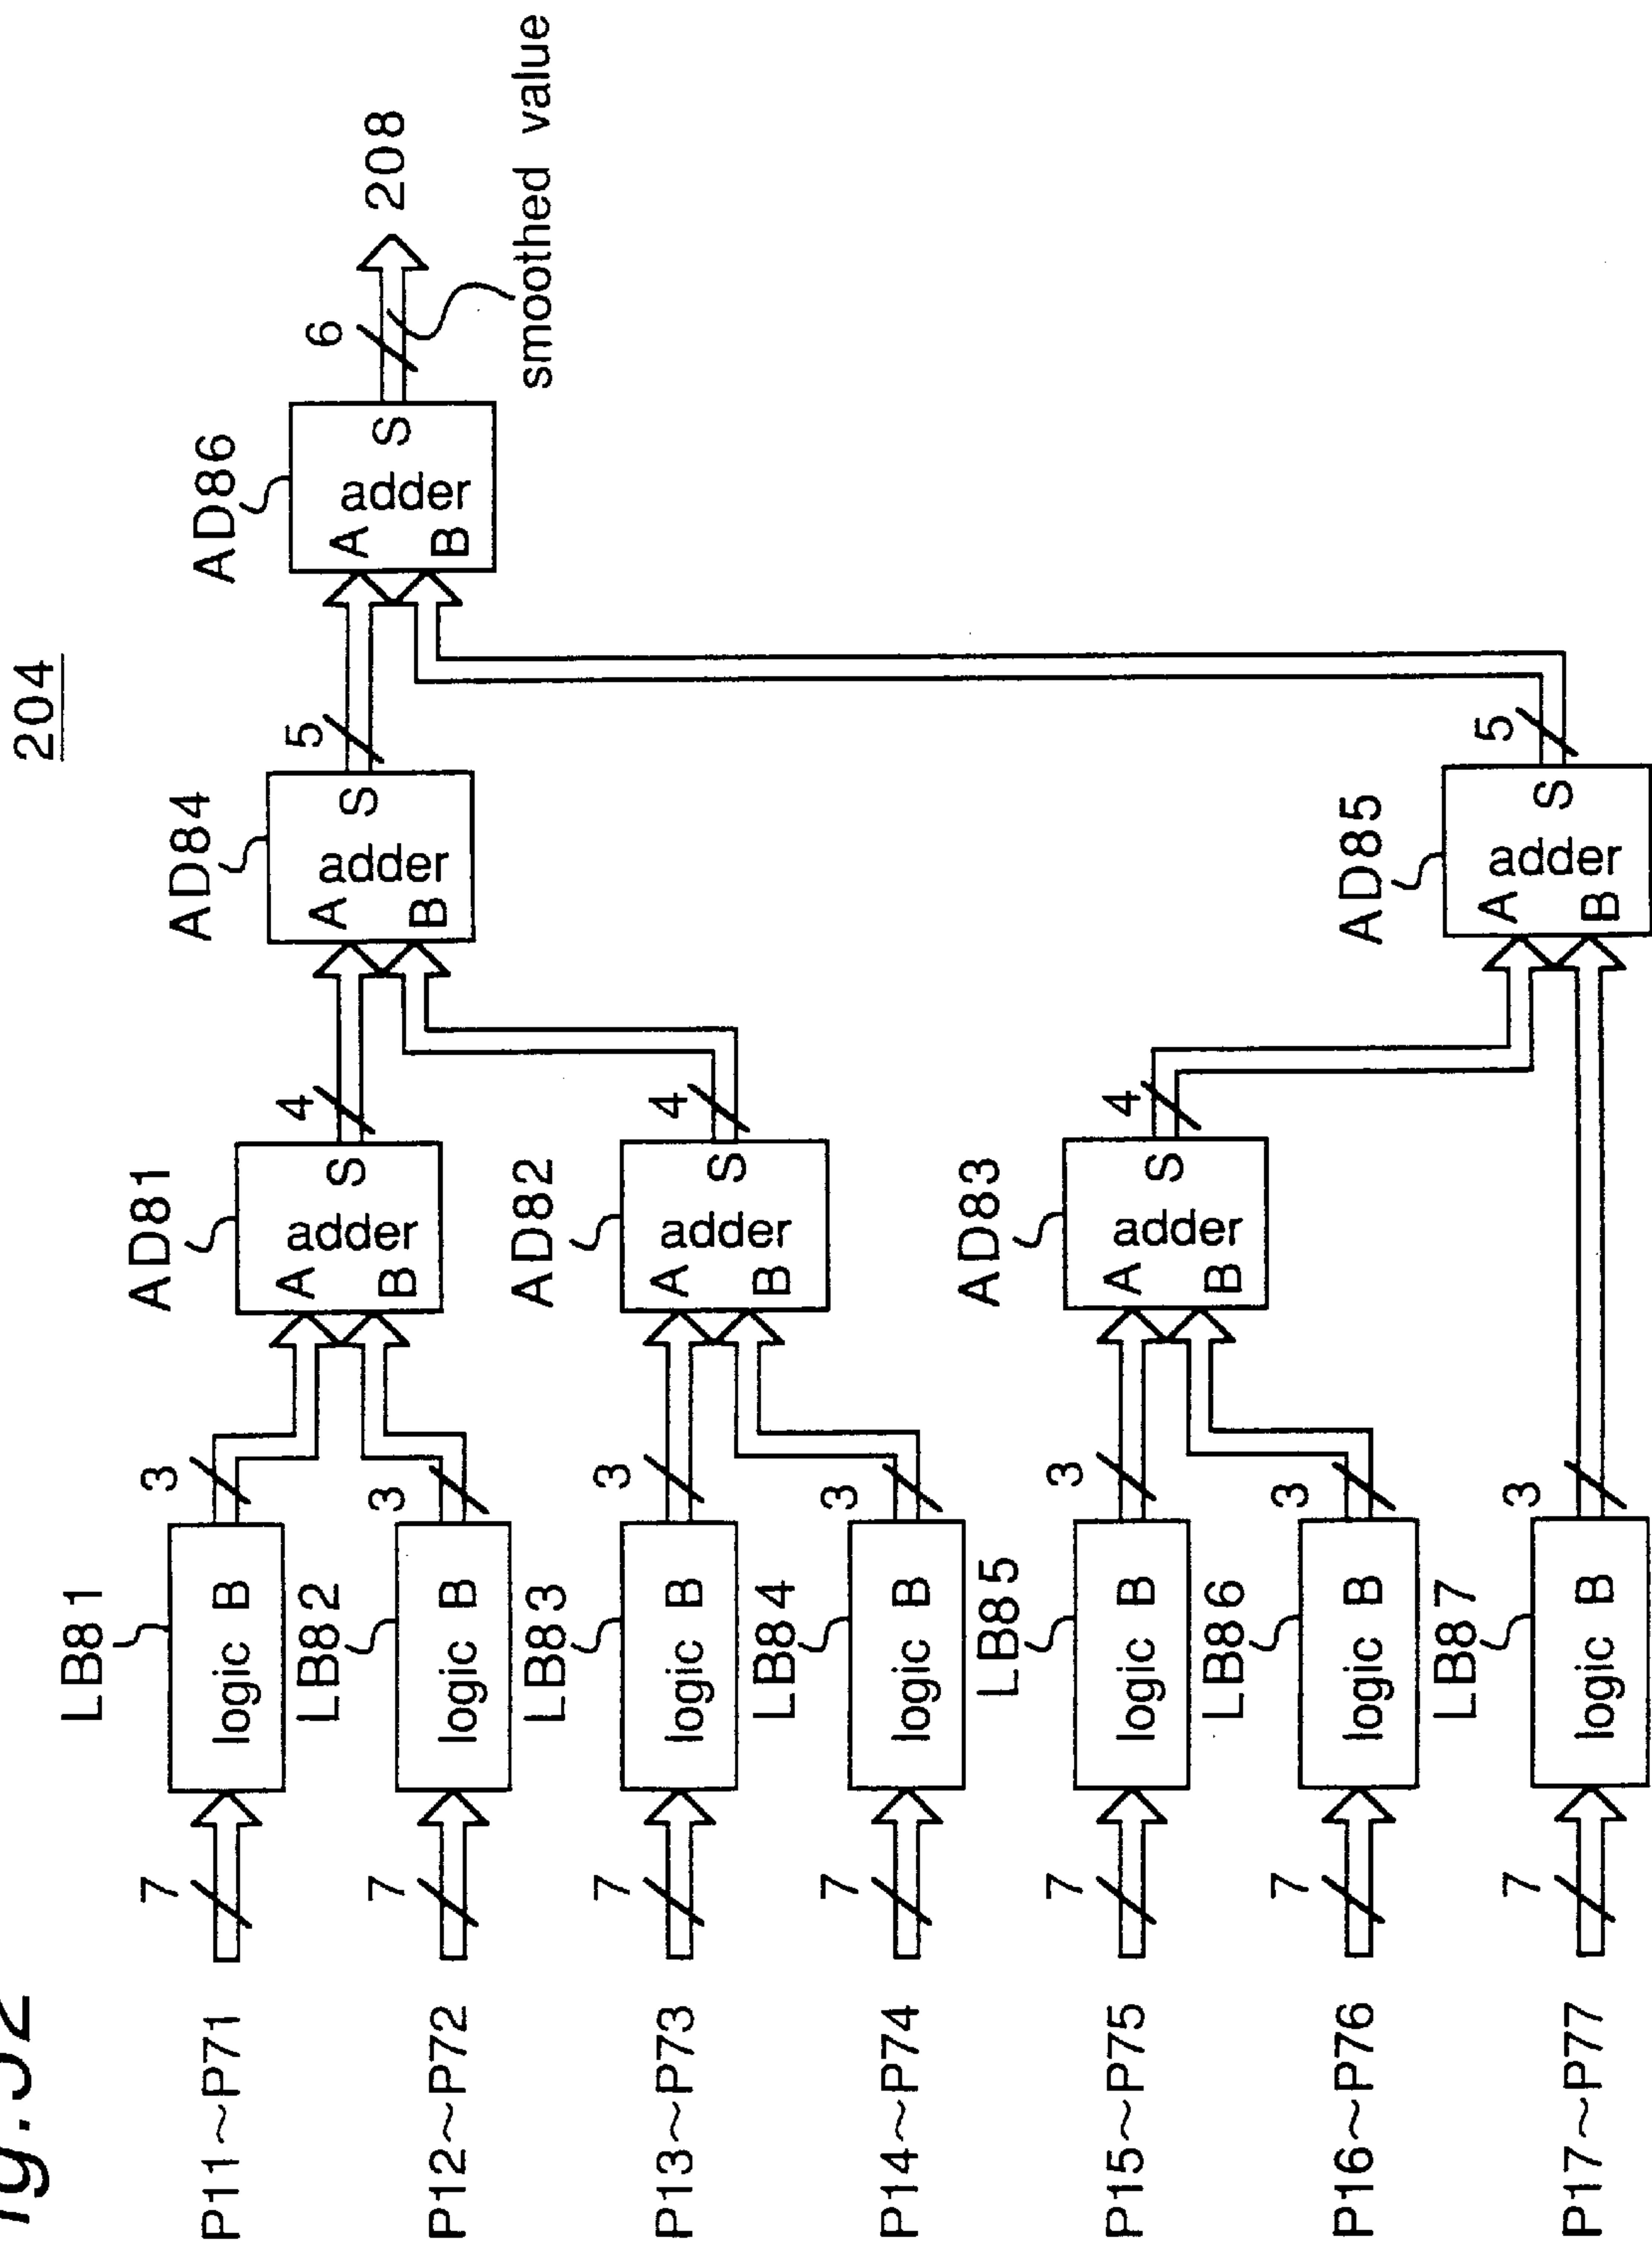 204
P11~P71
7
LB81
logic B
3
P12~P72
7
LB82
logic B
3
P13~P73
7
LB83
logic B
3
P14~P74
7
LB84
logic B
3
P15~P75
7
LB85
logic B
3
P16~P76
7
LB86
logic B
3
P17~P77
7
LB87
logic B
3
AD81
A
B
adder
S
4
AD82
A
B
adder
S
4
AD83
A
B
adder
S
4
AD84
A
B
adder
S
5
AD85
A
B
adder
S
5
AD86
A
B
adder
S
6
208
smoothed value